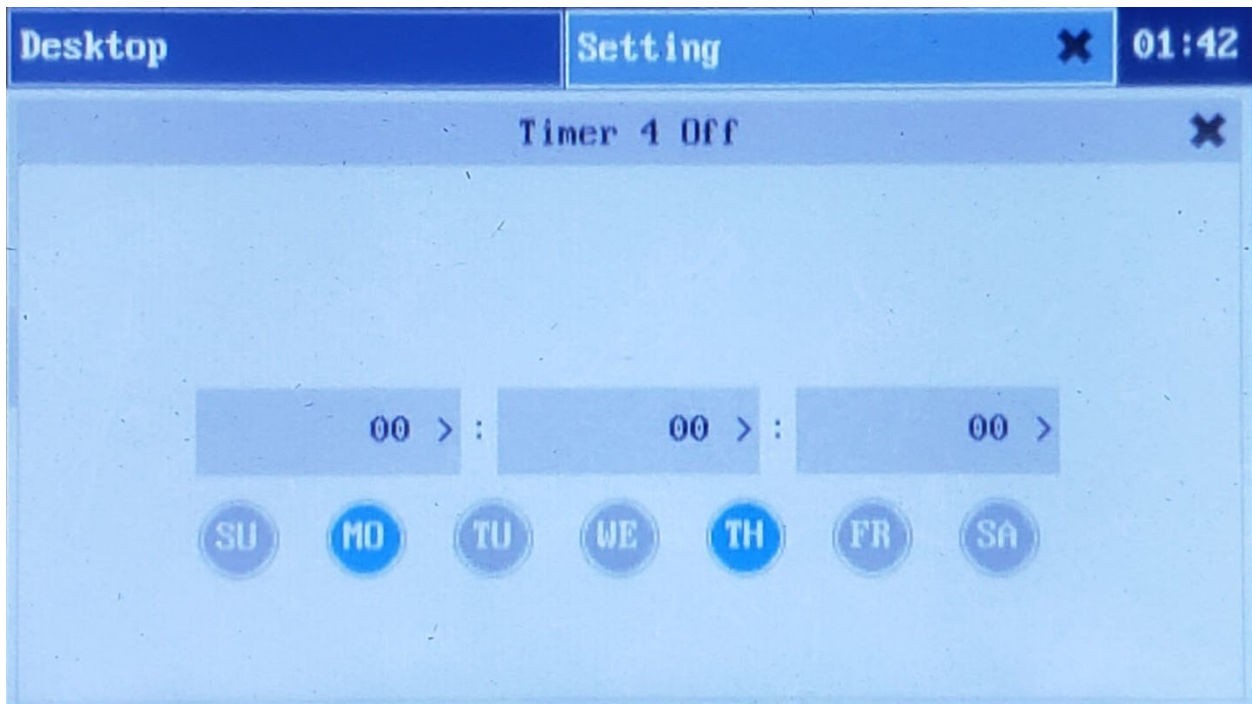 Desktop Setting ✖ 01:42
Timer 4 Off ✖
00 > : 00 > : 00 >
SU MO TU WE TH FR SA